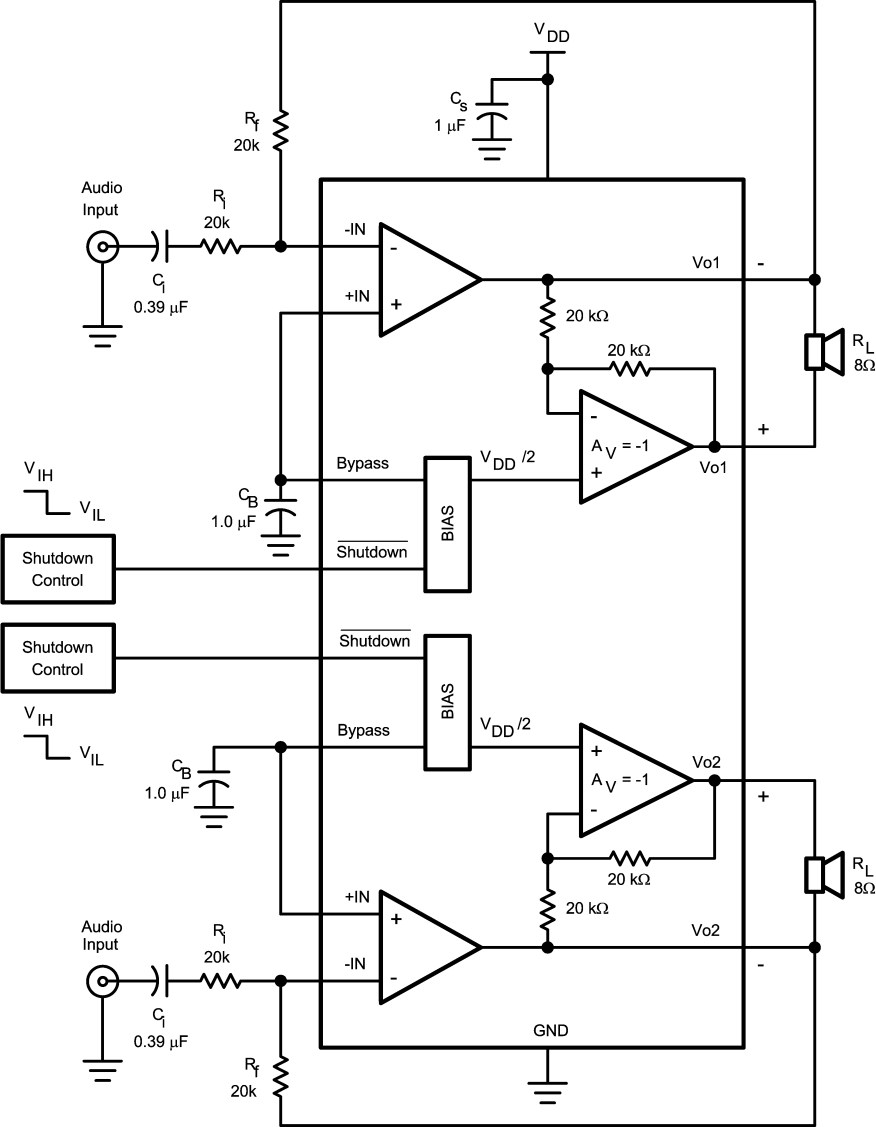 V DD
C s
1 µF
R f
20k
Audio
Input
R i
20k
C i
0.39 µF
-IN
-
+IN
+
Vo1
-
20 kΩ
20 kΩ
R L
8Ω
-
A V = -1
+
+
Vo1
Bypass
V DD /2
V IH
V IL
C B
1.0 µF
BIAS
Shutdown
Shutdown
Control
Shutdown
Control
Shutdown
BIAS
V IH
V IL
Bypass
V DD /2
C B
1.0 µF
+
A V = -1
-
Vo2
+
20 kΩ
R L
8Ω
+IN
+
20 kΩ
Audio
Input
R i
20k
-IN
-
Vo2
-
C i
0.39 µF
GND
R f
20k